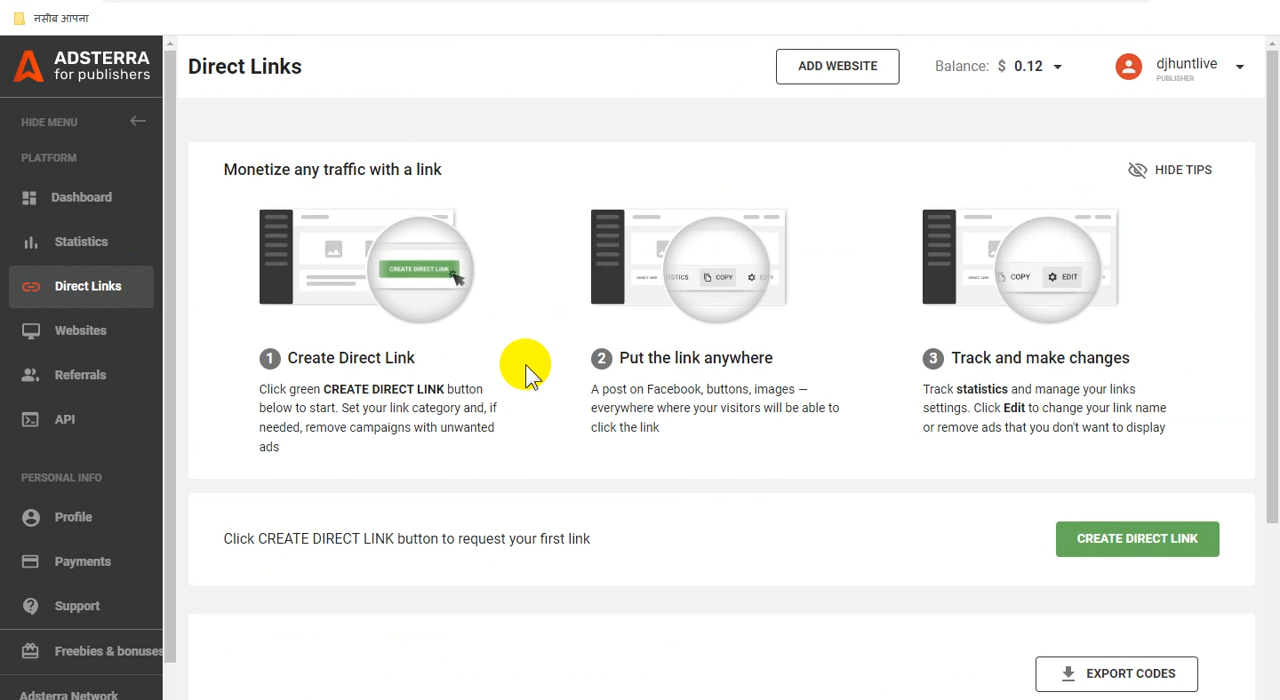 नसीब आपना
ADSTERRA
for publishers
Direct Links
ADD WEBSITE
Balance: $ 0.12
djhuntlive
PUBLISHER
HIDE MENU
PLATFORM
Dashboard
Statistics
Direct Links
Websites
Referrals
API
PERSONAL INFO
Profile
Payments
Support
Freebies & bonuses
Adsterra Network
Monetize any traffic with a link
HIDE TIPS
CREATE DIRECT LINK
COPY
COPY
EDIT
1 Create Direct Link
Click green CREATE DIRECT LINK button
below to start. Set your link category and, if
needed, remove campaigns with unwanted
ads
2 Put the link anywhere
A post on Facebook, buttons, images —
everywhere where your visitors will be able to
click the link
3 Track and make changes
Track statistics and manage your links
settings. Click Edit to change your link name
or remove ads that you don't want to display
Click CREATE DIRECT LINK button to request your first link
CREATE DIRECT LINK
EXPORT CODES